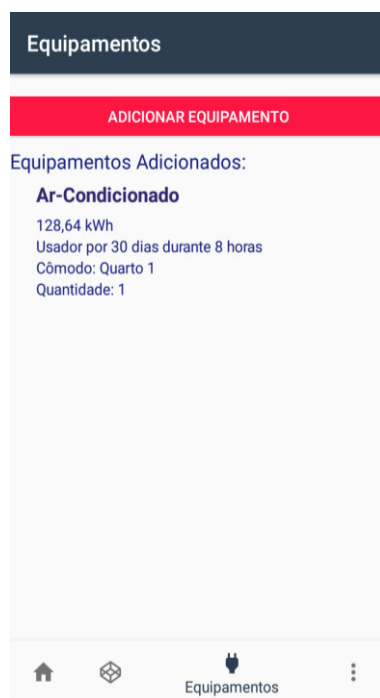 Equipamentos
ADICIONAR EQUIPAMENTO
Equipamentos Adicionados:
Ar-Condicionado
128,64 kWh
Usador por 30 dias durante 8 horas
Cômodo: Quarto 1
Quantidade: 1
Equipamentos